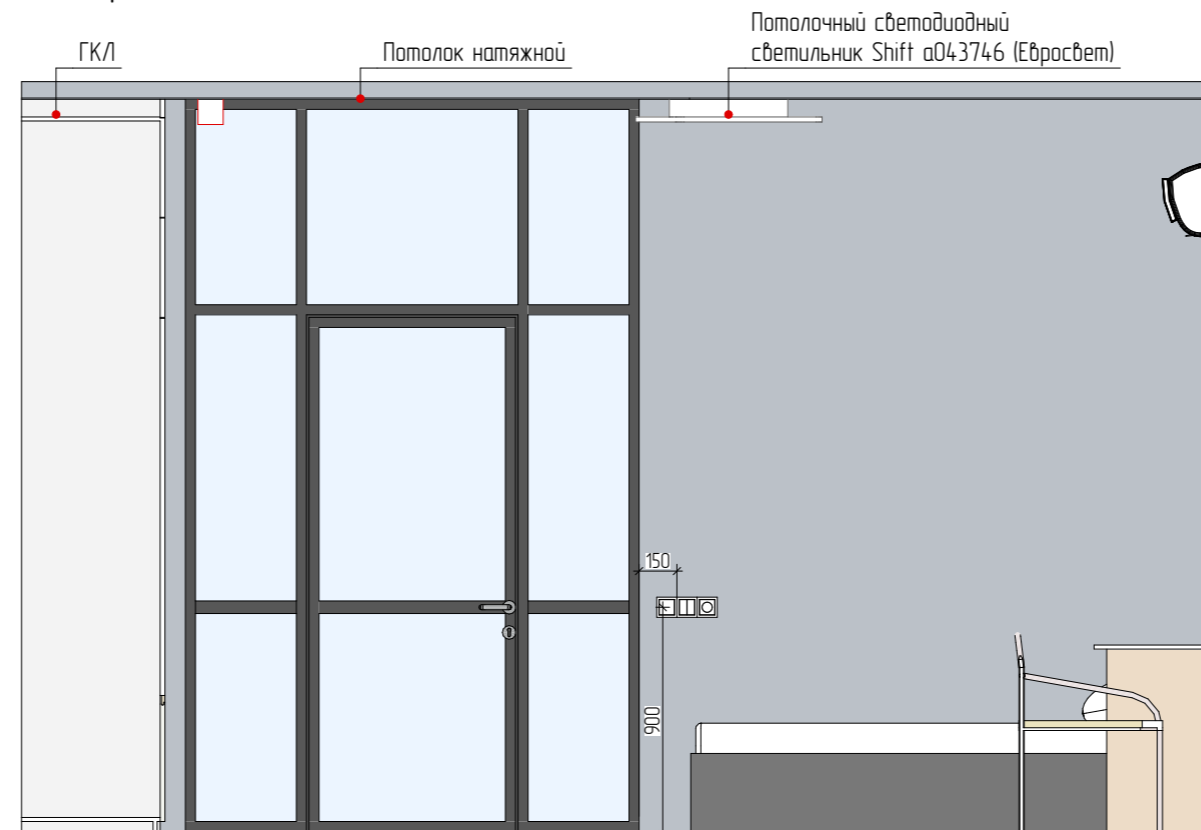 Потолочный светодиодный
светильник Shift a043746 (Евросвет)
ГКЛ
Потолок натяжной
150
900